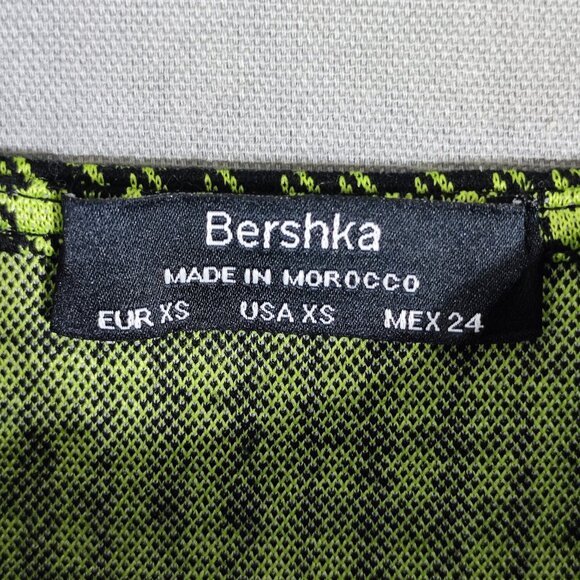 Bershka
MADE IN MOROCCO
EUR XS USA XS MEX 24